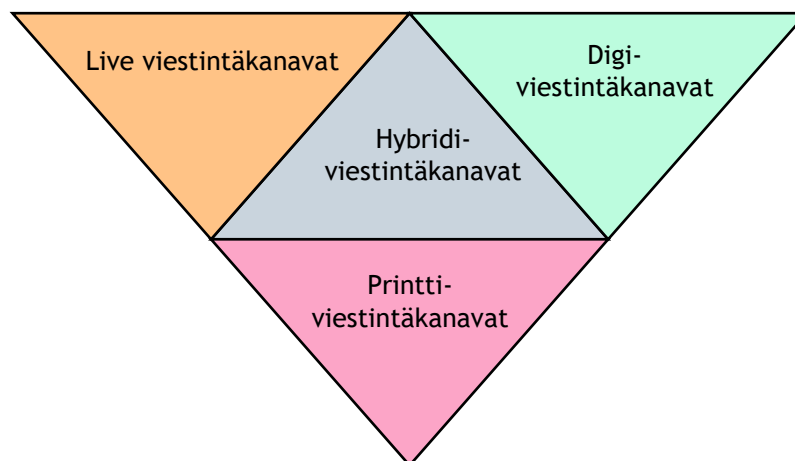 Live viestintäkanavat
Digi-
viestintäkanavat
Hybridi-
viestintäkanavat
Printti-
viestintäkanavat